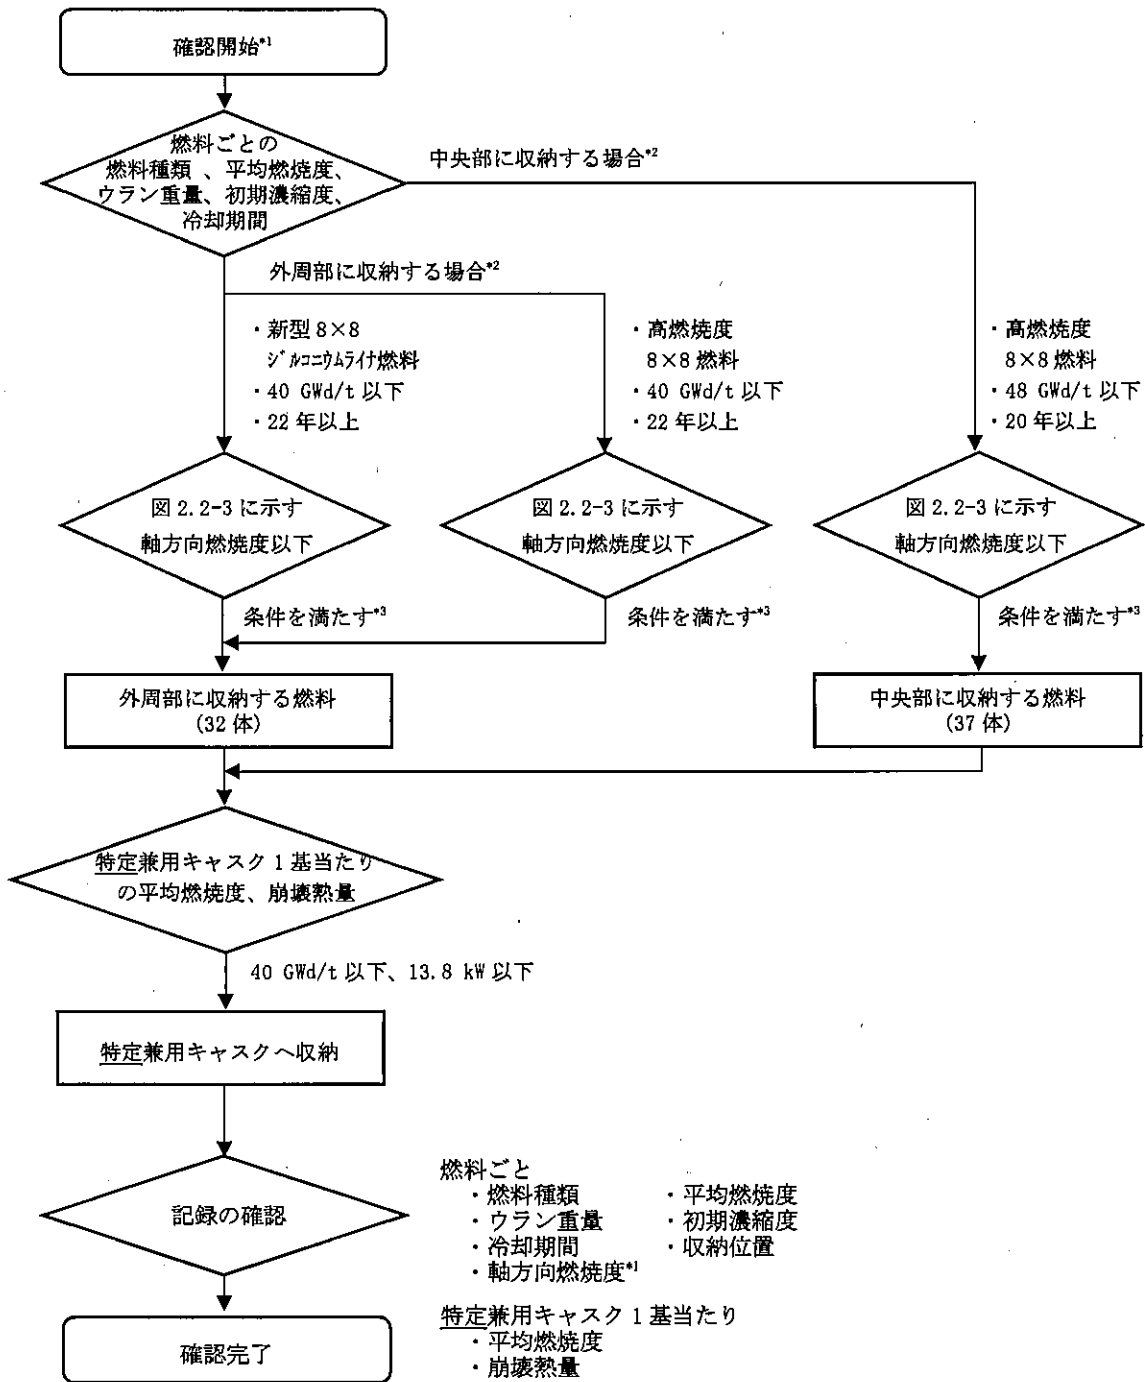 確認開始*1
燃料ごとの
燃料種類、平均燃焼度、
ウラン重量、初期濃縮度、
冷却期間
中央部に収納する場合*2
外周部に収納する場合*2
・新型8×8
ジルコニウムライナ燃料
・40 GWd/t 以下
・22 年以上
・高燃焼度
8×8 燃料
・40 GWd/t 以下
・22 年以上
・高燃焼度
8×8 燃料
・48 GWd/t 以下
・20 年以上
図 2.2-3 に示す
軸方向燃焼度以下
図 2.2-3 に示す
軸方向燃焼度以下
図 2.2-3 に示す
軸方向燃焼度以下
条件を満たす*3
条件を満たす*3
条件を満たす*3
外周部に収納する燃料
(32 体)
中央部に収納する燃料
(37 体)
特定兼用キャスク 1 基当たり
の平均燃焼度、崩壊熱量
40 GWd/t 以下、13.8 kW 以下
特定兼用キャスクへ収納
記録の確認
燃料ごと
・燃料種類 ・平均燃焼度
・ウラン重量 ・初期濃縮度
・冷却期間 ・収納位置
・軸方向燃焼度*1
特定兼用キャスク 1 基当たり
・平均燃焼度
・崩壊熱量
確認完了